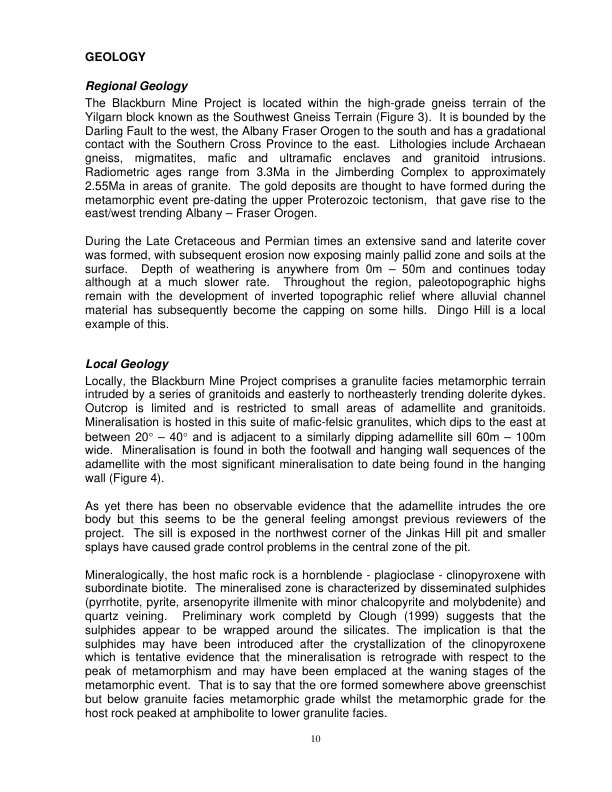 GEOLOGY
Regional Geology
The Blackburn Mine Project is located within the high-grade gneiss terrain of the
Yilgarn block known as the Southwest Gneiss Terrain (Figure 3).  It is bounded by the
Darling Fault to the west, the Albany Fraser Orogen to the south and has a gradational
contact with the Southern Cross Province to the east.  Lithologies include Archaean
gneiss, migmatites, mafic and ultramafic enclaves and granitoid intrusions.
Radiometric ages range from 3.3Ma in the Jimberding Complex to approximately
2.55Ma in areas of granite.  The gold deposits are thought to have formed during the
metamorphic event pre-dating the upper Proterozoic tectonism,  that gave rise to the
east/west trending Albany – Fraser Orogen.
During the Late Cretaceous and Permian times an extensive sand and laterite cover
was formed, with subsequent erosion now exposing mainly pallid zone and soils at the
surface.  Depth of weathering is anywhere from 0m – 50m and continues today
although at a much slower rate.  Throughout the region, paleotopographic highs
remain with the development of inverted topographic relief where alluvial channel
material has subsequently become the capping on some hills.  Dingo Hill is a local
example of this.
Local Geology
Locally, the Blackburn Mine Project comprises a granulite facies metamorphic terrain
intruded by a series of granitoids and easterly to northeasterly trending dolerite dykes.
Outcrop is limited and is restricted to small areas of adamellite and granitoids.
Mineralisation is hosted in this suite of mafic-felsic granulites, which dips to the east at
between 20° – 40° and is adjacent to a similarly dipping adamellite sill 60m – 100m
wide.  Mineralisation is found in both the footwall and hanging wall sequences of the
adamellite with the most significant mineralisation to date being found in the hanging
wall (Figure 4).
As yet there has been no observable evidence that the adamellite intrudes the ore
body but this seems to be the general feeling amongst previous reviewers of the
project.  The sill is exposed in the northwest corner of the Jinkas Hill pit and smaller
splays have caused grade control problems in the central zone of the pit.
Mineralogically, the host mafic rock is a hornblende - plagioclase - clinopyroxene with
subordinate biotite.  The mineralised zone is characterized by disseminated sulphides
(pyrrhotite, pyrite, arsenopyrite illmenite with minor chalcopyrite and molybdenite) and
quartz veining.  Preliminary work completd by Clough (1999) suggests that the
sulphides appear to be wrapped around the silicates. The implication is that the
sulphides may have been introduced after the crystallization of the clinopyroxene
which is tentative evidence that the mineralisation is retrograde with respect to the
peak of metamorphism and may have been emplaced at the waning stages of the
metamorphic event.  That is to say that the ore formed somewhere above greenschist
but below granuite facies metamorphic grade whilst the metamorphic grade for the
host rock peaked at amphibolite to lower granulite facies.
10